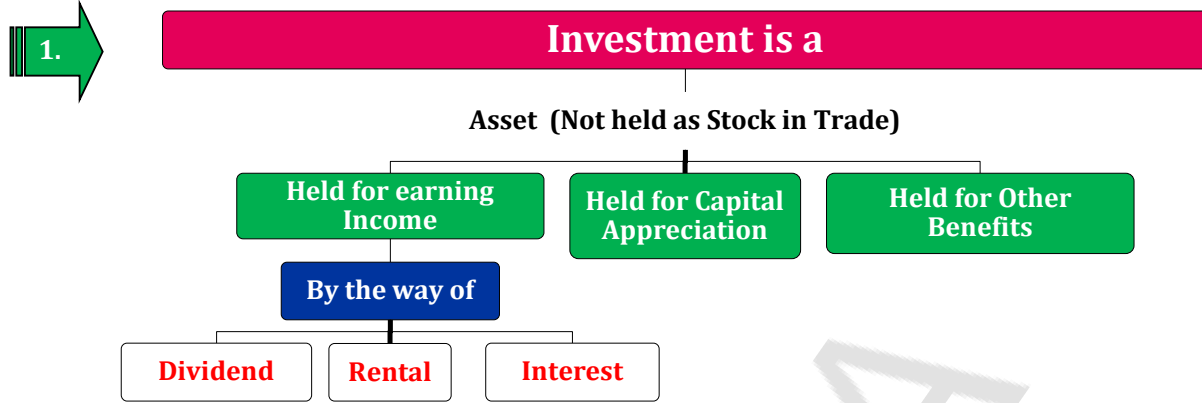 1.
Investment is a
Asset (Not held as Stock in Trade)
Held for earning
Income
Held for Capital
Appreciation
Held for Other
Benefits
By the way of
Dividend
Rental
Interest